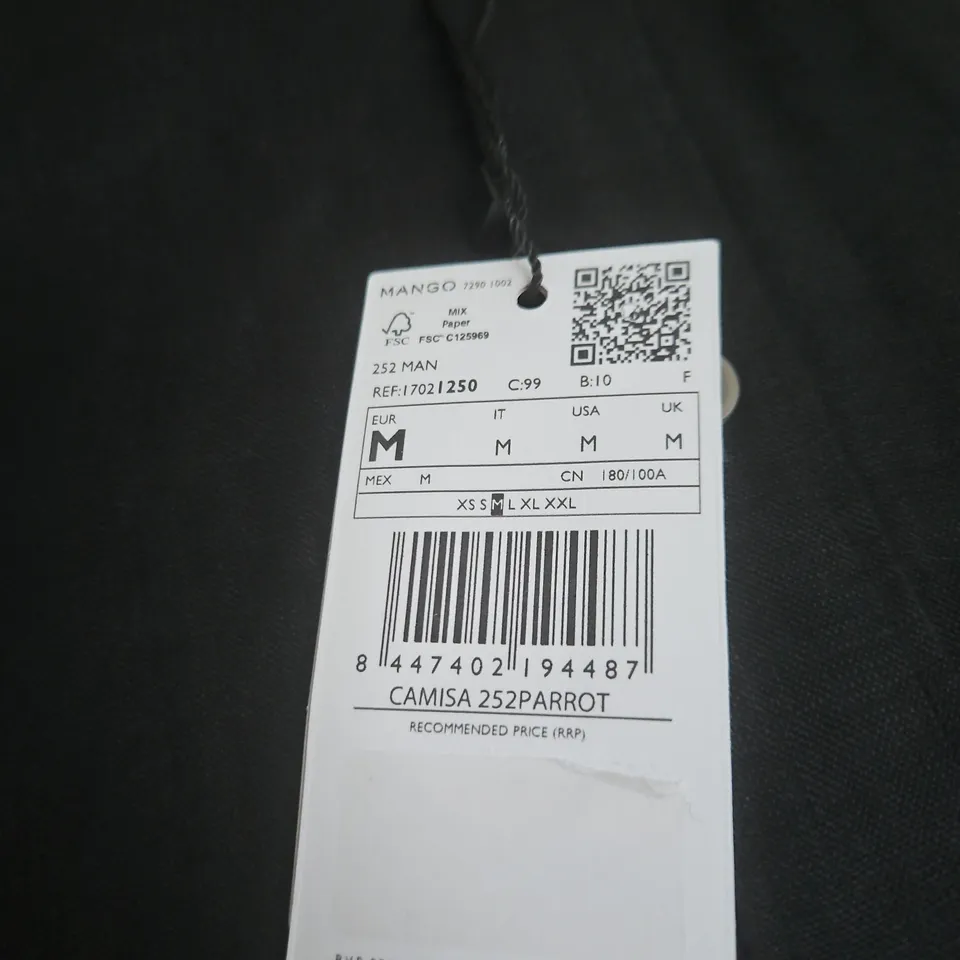 MANGO 7290 1002
MIX
Paper
FSC™ C125969
FSC
252 MAN
REF:17021250 C:99 B:10 F
EUR IT USA UK
M M M M
MEX M CN 180/100A
XS S M L XL XXL
8 447402 194487
CAMISA 252PARROT
RECOMMENDED PRICE (RRP)